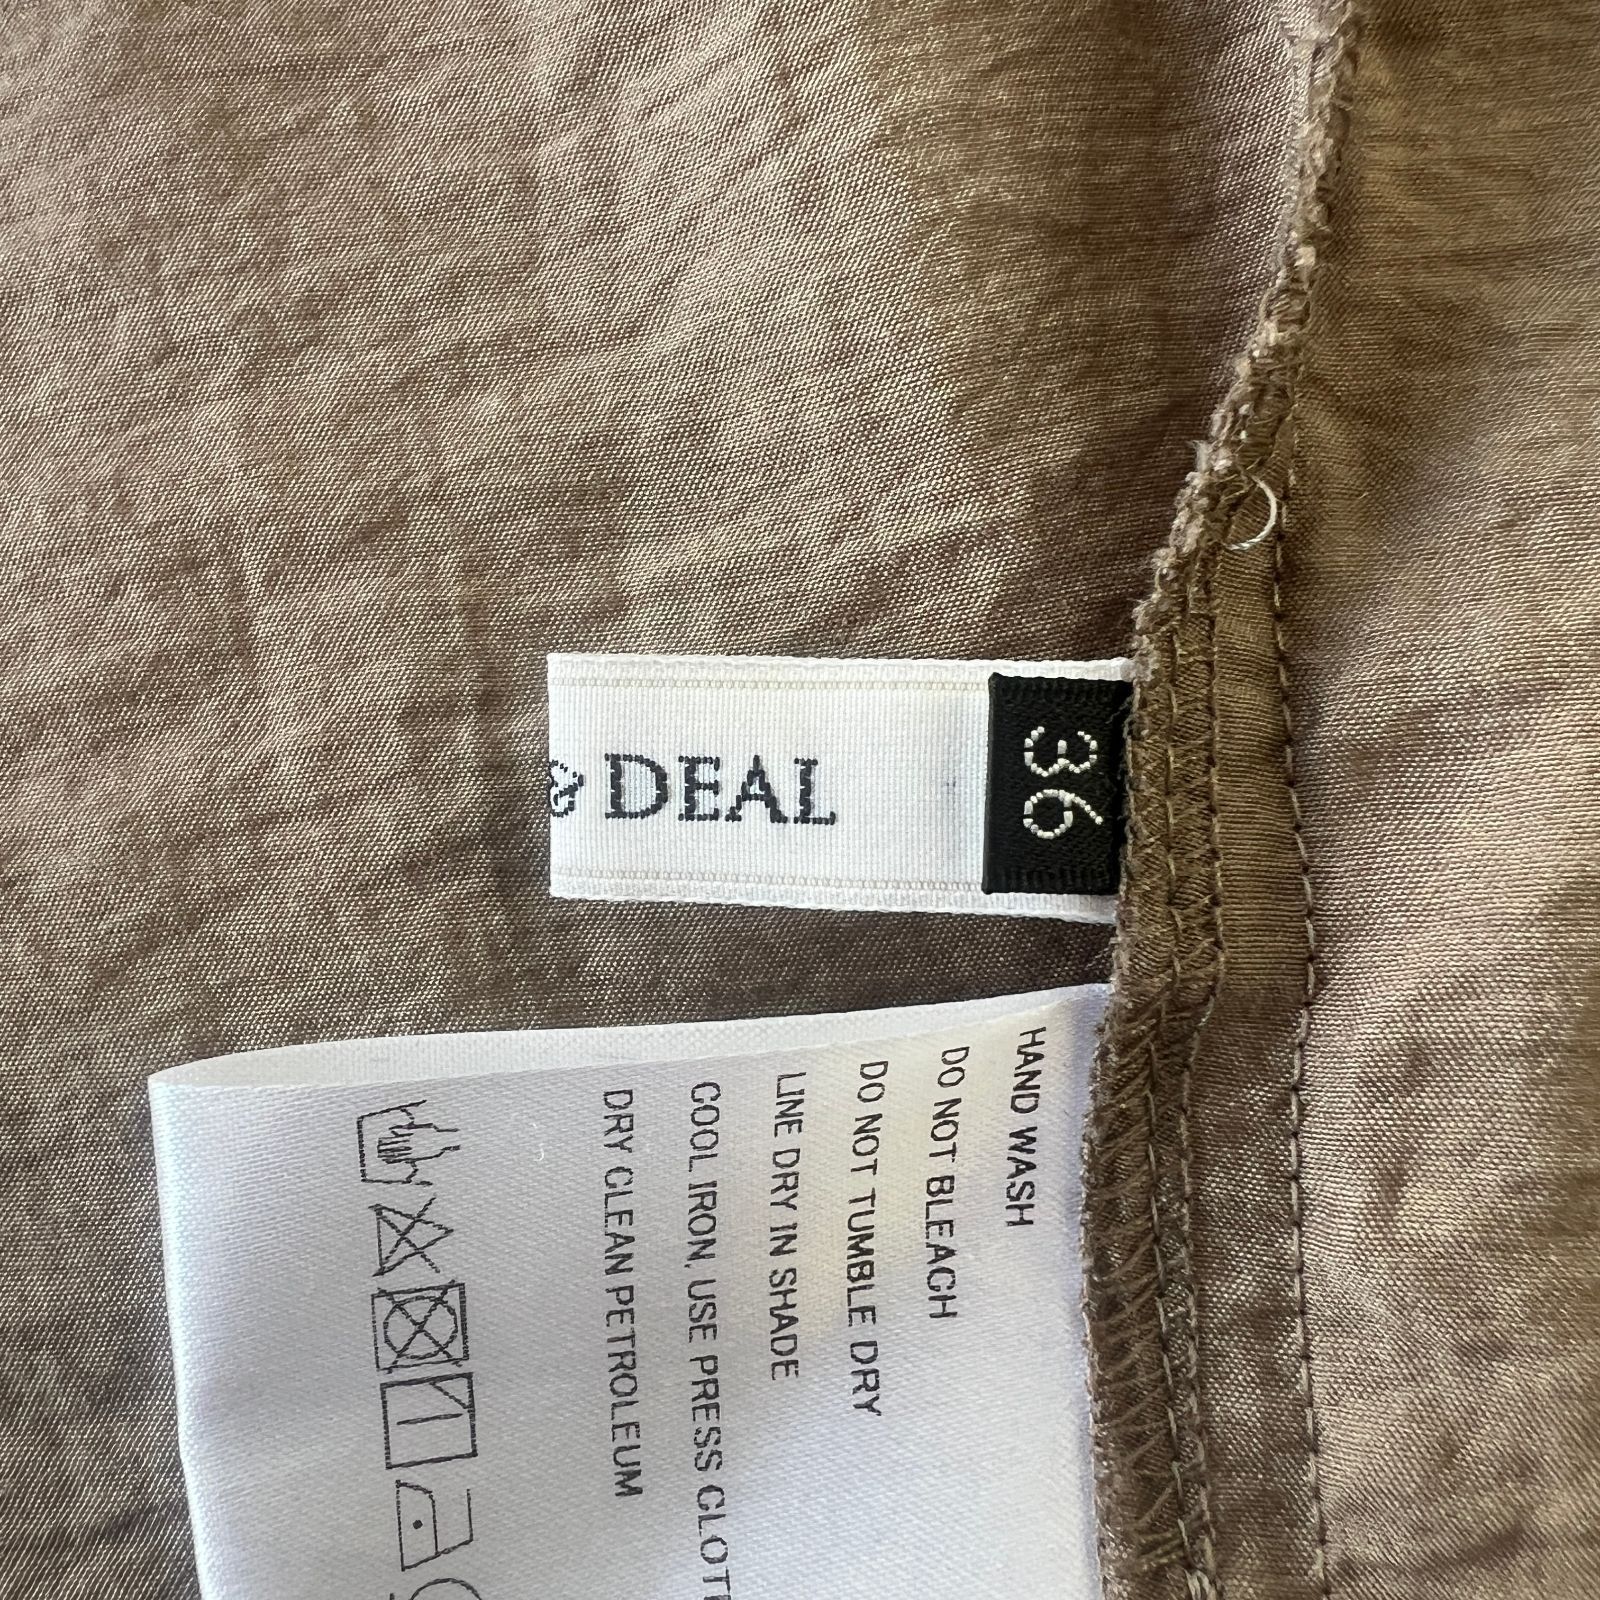 & DEAL
36
HAND WASH
DO NOT BLEACH
DO NOT TUMBLE DRY
LINE DRY IN SHADE
COOL IRON, USE PRESS CLOTH
DRY CLEAN PETROLEUM